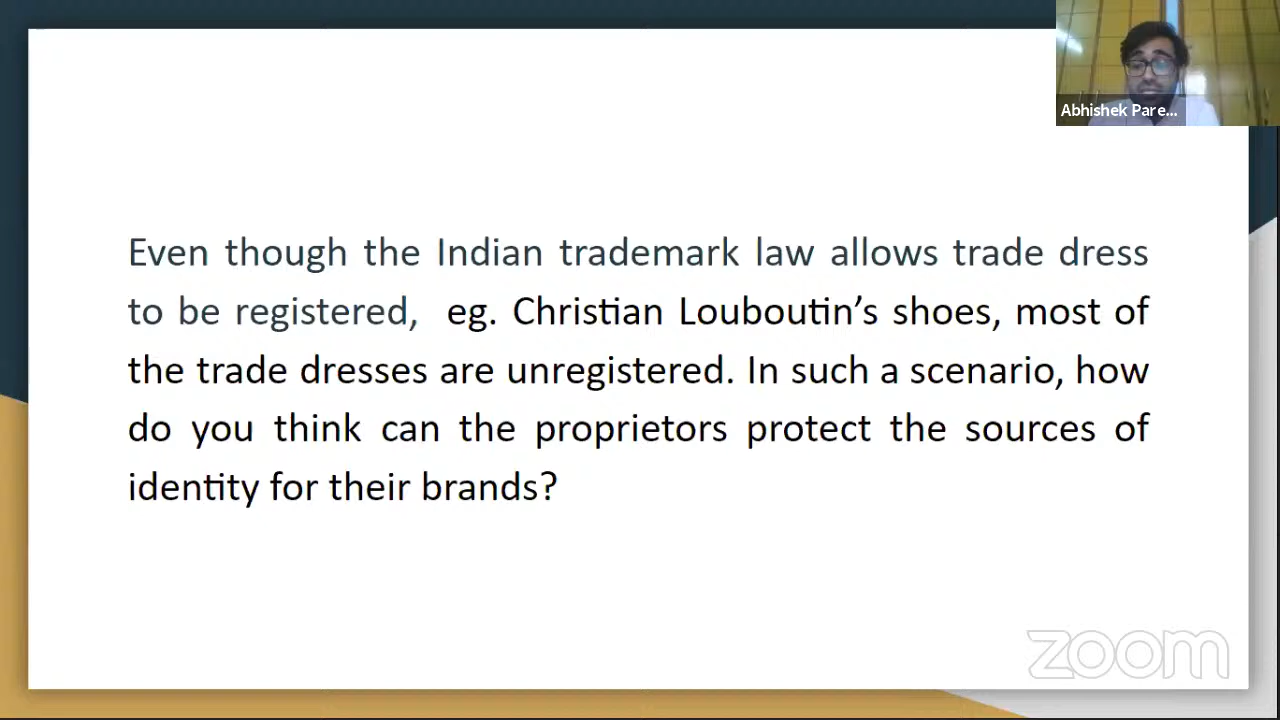 Abhishek Pare...
Even though the Indian trademark law allows trade dress
to be registered, eg. Christian Louboutin’s shoes, most of
the trade dresses are unregistered. In such a scenario, how
do you think can the proprietors protect the sources of
identity for their brands?
zoom